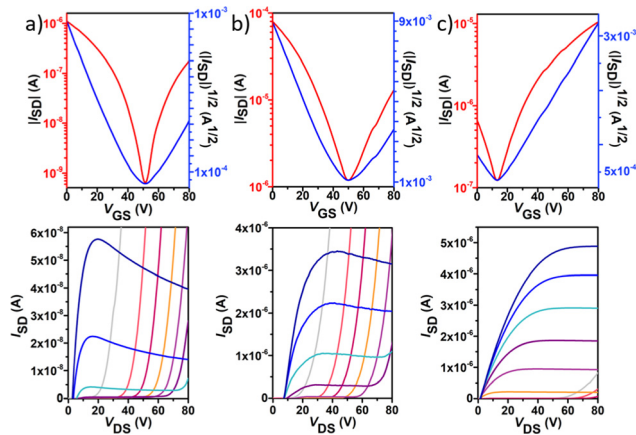 a)
|I_SD| (A)
10⁻⁶
10⁻⁷
10⁻⁸
10⁻⁹
0 20 40 60 80
V_GS (V)
1x10⁻³
1x10⁻⁴
(|I_SD|)^1/2 (A^1/2)
b)
|I_SD| (A)
10⁻⁴
10⁻⁵
10⁻⁶
0 20 40 60 80
V_GS (V)
9x10⁻³
1x10⁻³
(|I_SD|)^1/2 (A^1/2)
c)
|I_SD| (A)
10⁻⁵
10⁻⁶
10⁻⁷
0 20 40 60 80
V_GS (V)
3x10⁻³
5x10⁻⁴
(|I_SD|)^1/2 (A^1/2)
I_SD (A)
6x10⁻⁸
5x10⁻⁸
4x10⁻⁸
3x10⁻⁸
2x10⁻⁸
1x10⁻⁸
0
0 20 40 60 80
V_DS (V)
I_SD (A)
4x10⁻⁶
3x10⁻⁶
2x10⁻⁶
1x10⁻⁶
0
0 20 40 60 80
V_DS (V)
I_SD (A)
5x10⁻⁶
4x10⁻⁶
3x10⁻⁶
2x10⁻⁶
1x10⁻⁶
0
0 20 40 60 80
V_DS (V)